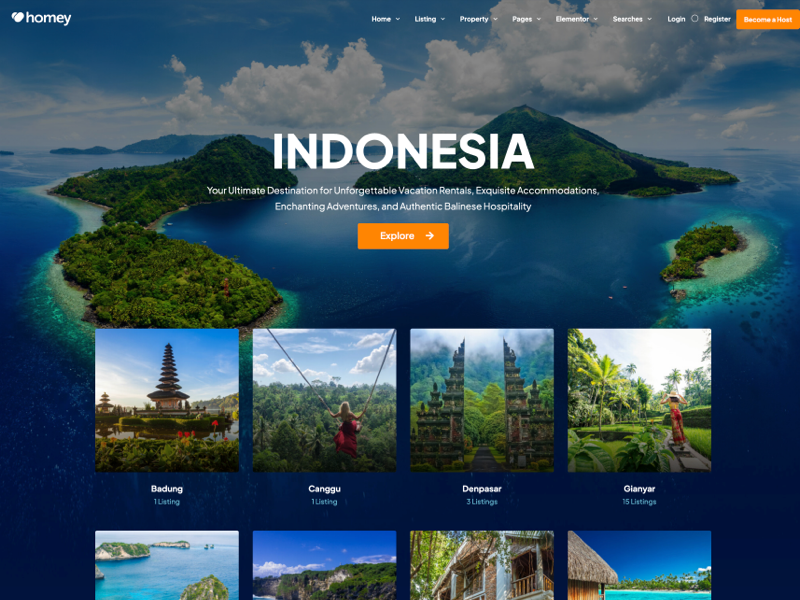 homey
Home Listing Property Pages Elementor Searches Login Register Become a Host
INDONESIA
Your Ultimate Destination for Unforgettable Vacation Rentals, Exquisite Accommodations,
Enchanting Adventures, and Authentic Balinese Hospitality
Explore
Badung Canggu Denpasar Gianyar
1 Listing 1 Listing 3 Listings 15 Listings